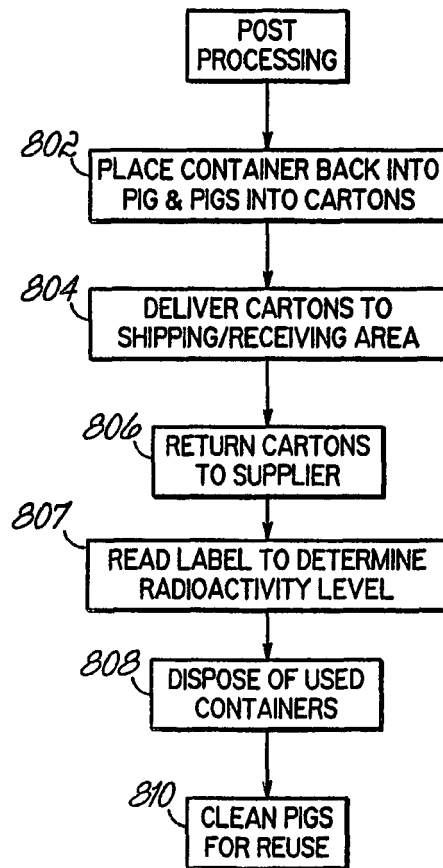 POST
PROCESSING
802
PLACE CONTAINER BACK INTO
PIG & PIGS INTO CARTONS
804
DELIVER CARTONS TO
SHIPPING/RECEIVING AREA
806
RETURN CARTONS
TO SUPPLIER
807
READ LABEL TO DETERMINE
RADIOACTIVITY LEVEL
808
DISPOSE OF USED
CONTAINERS
810
CLEAN PIGS
FOR REUSE